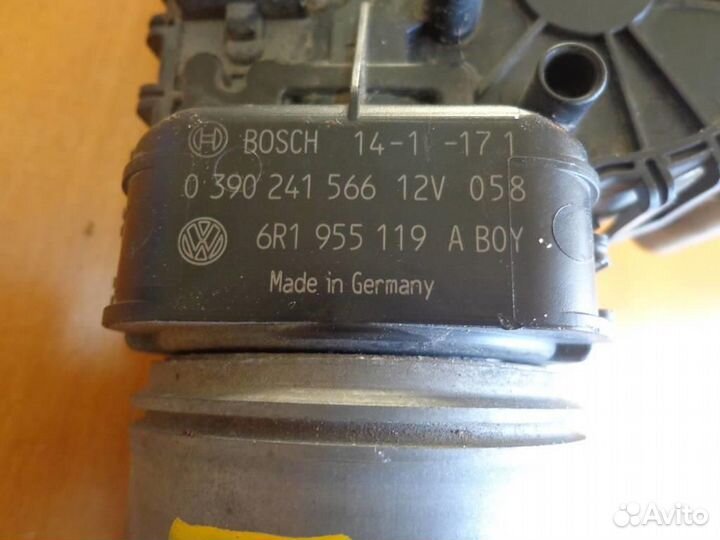 BOSCH 14-1 -17 1
0 390 241 566 12V 058
6R1 955 119 A BOY
Made in Germany
Avito